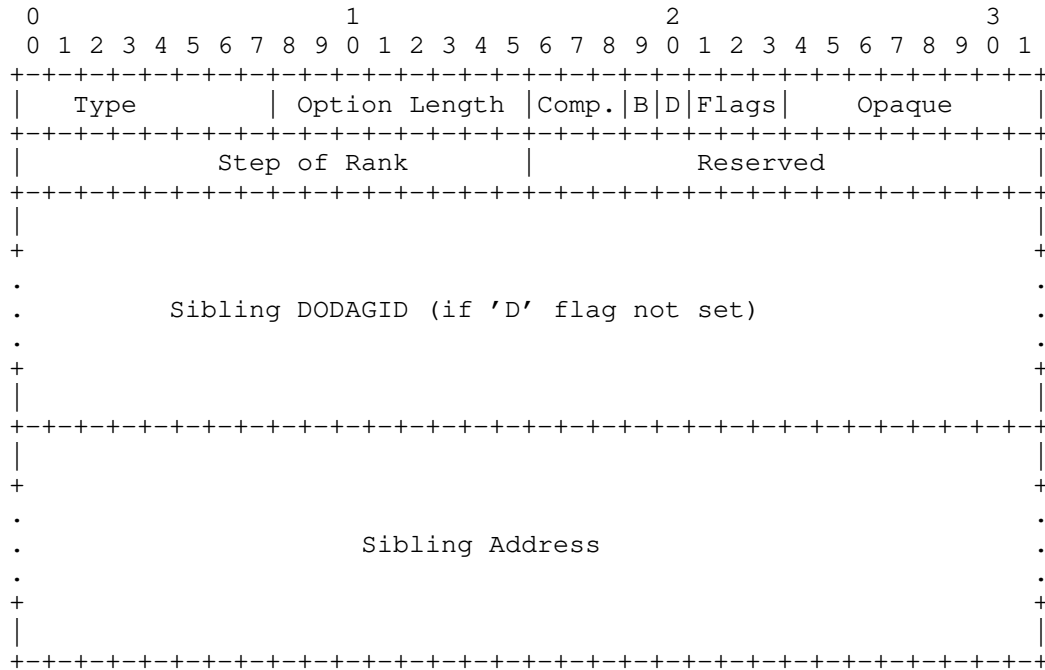 0                   1                   2                   3
 0 1 2 3 4 5 6 7 8 9 0 1 2 3 4 5 6 7 8 9 0 1 2 3 4 5 6 7 8 9 0 1
+-+-+-+-+-+-+-+-+-+-+-+-+-+-+-+-+-+-+-+-+-+-+-+-+-+-+-+-+-+-+-+-+
|   Type        | Option Length |Comp.|B|D|Flags|    Opaque     |
+-+-+-+-+-+-+-+-+-+-+-+-+-+-+-+-+-+-+-+-+-+-+-+-+-+-+-+-+-+-+-+-+
|            Step of Rank       |          Reserved             |
+-+-+-+-+-+-+-+-+-+-+-+-+-+-+-+-+-+-+-+-+-+-+-+-+-+-+-+-+-+-+-+-+
|                                                               |
+                                                               +
.                                                               .
.         Sibling DODAGID (if ’D’ flag not set)                 .
.                                                               .
+                                                               +
|                                                               |
+-+-+-+-+-+-+-+-+-+-+-+-+-+-+-+-+-+-+-+-+-+-+-+-+-+-+-+-+-+-+-+-+
|                                                               |
+                                                               +
.                                                               .
.                     Sibling Address                           .
.                                                               .
+                                                               +
|                                                               |
+-+-+-+-+-+-+-+-+-+-+-+-+-+-+-+-+-+-+-+-+-+-+-+-+-+-+-+-+-+-+-+-+